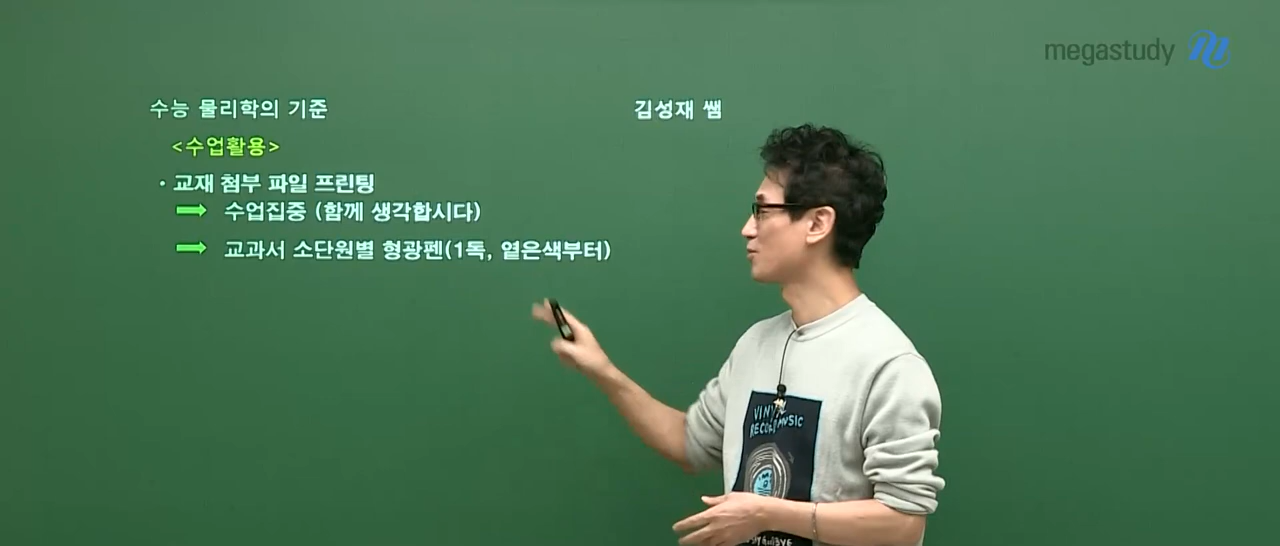 megastudy
수능 물리학의 기준
김성재 쌤
<수업활용>
· 교재 첨부 파일 프린팅
수업집중 (함께 생각합시다)
교과서 소단원별 형광펜(1독, 옅은색부터)
VINYL
RECORD MUSIC